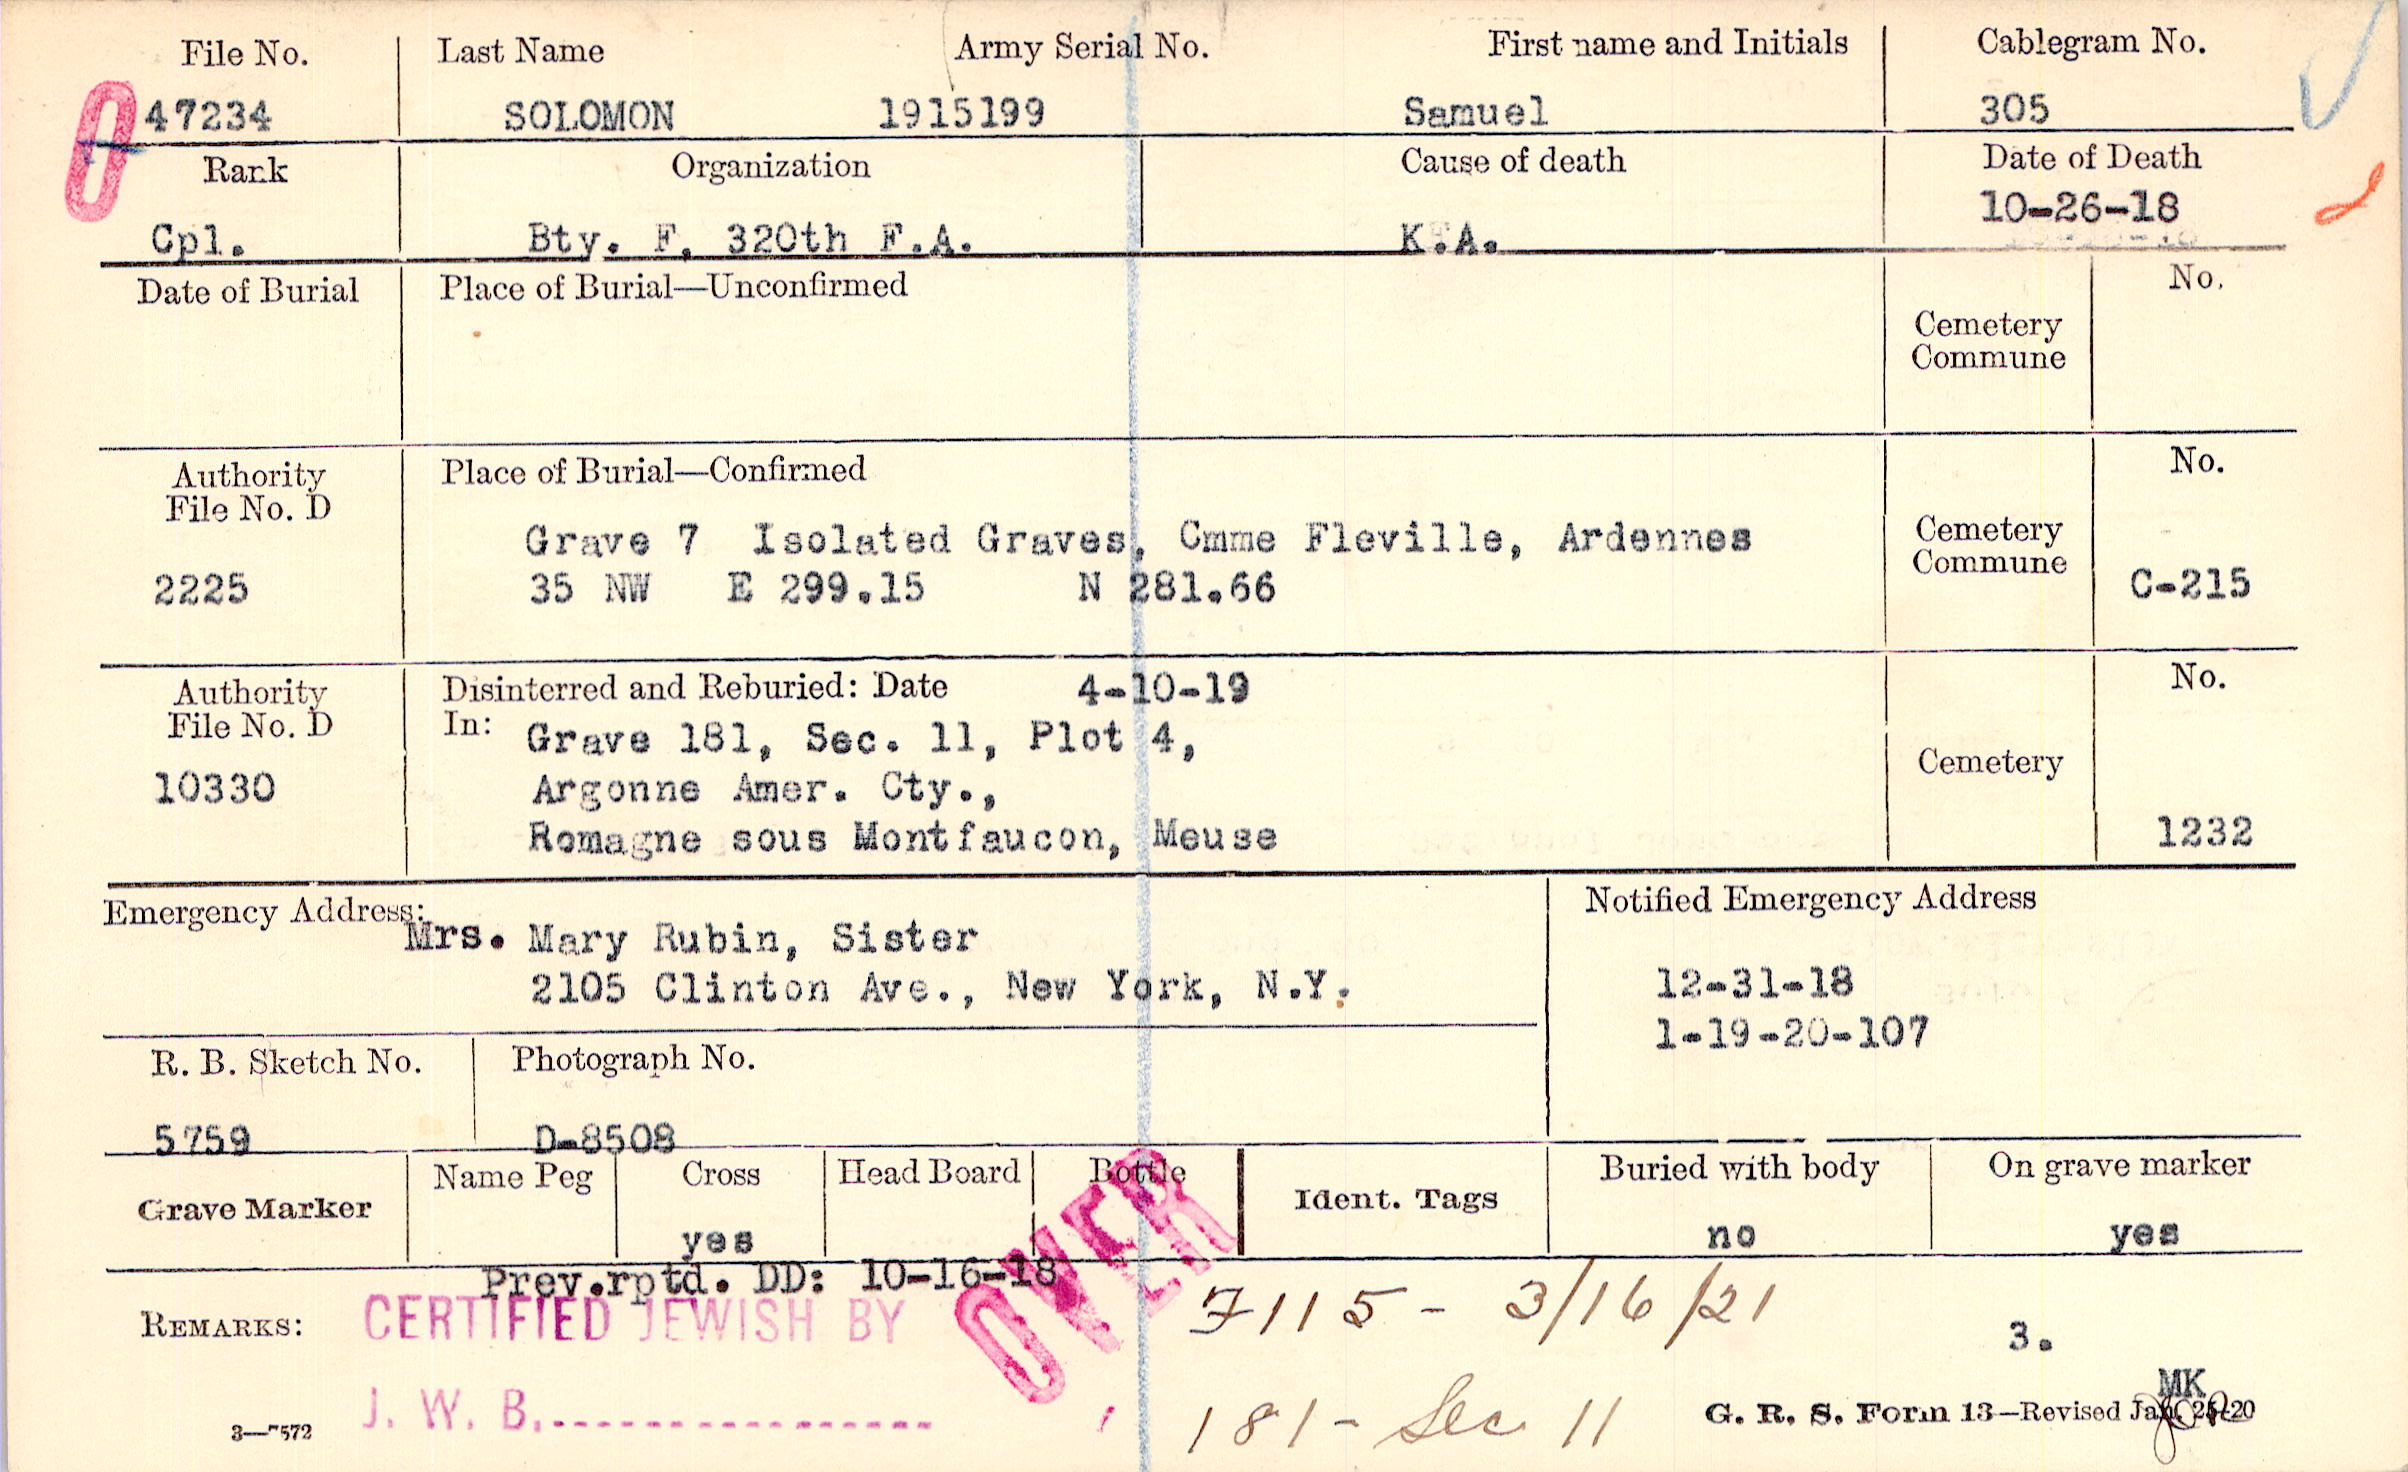 File No. Last Name Army Serial No. First name and Initials Cablegram No.
O 47234 SOLOMON 1915199 Samuel 305
Rank Organization Cause of death Date of Death
10-26-18
Cpl. Bty. F. 320th F.A. K.A.
Date of Burial Place of Burial—Unconfirmed No.
Cemetery
Commune
Authority Place of Burial—Confirmed No.
File No. D
Grave 7 Isolated Graves, Cmme Fleville, Ardennes Cemetery
Commune
2225 35 NW E 299.15 N 281.66 C-215
Authority Disinterred and Reburied: Date 4-10-19 No.
File No. D In: Grave 181, Sec. 11, Plot 4,
10330 Argonne Amer. Cty., Cemetery
Romagne sous Montfaucon, Meuse 1232
Emergency Address: Notified Emergency Address
Mrs. Mary Rubin, Sister
2105 Clinton Ave., New York, N.Y. 12-31-18
1-19-20-107
R. B. Sketch No. Photograph No.
5759 D-8508
Grave Marker Name Peg Cross Head Board Bottle Ident. Tags Buried with body On grave marker
yes no yes
Prev.rptd. DD: 10-16-18
OVER
REMARKS: CERTIFIED JEWISH BY 7115 - 3/16/21
3.
J. W. B. 181 - Sec 11
MK
3—7572 G. R. S. Form 13—Revised Jan. 25-20